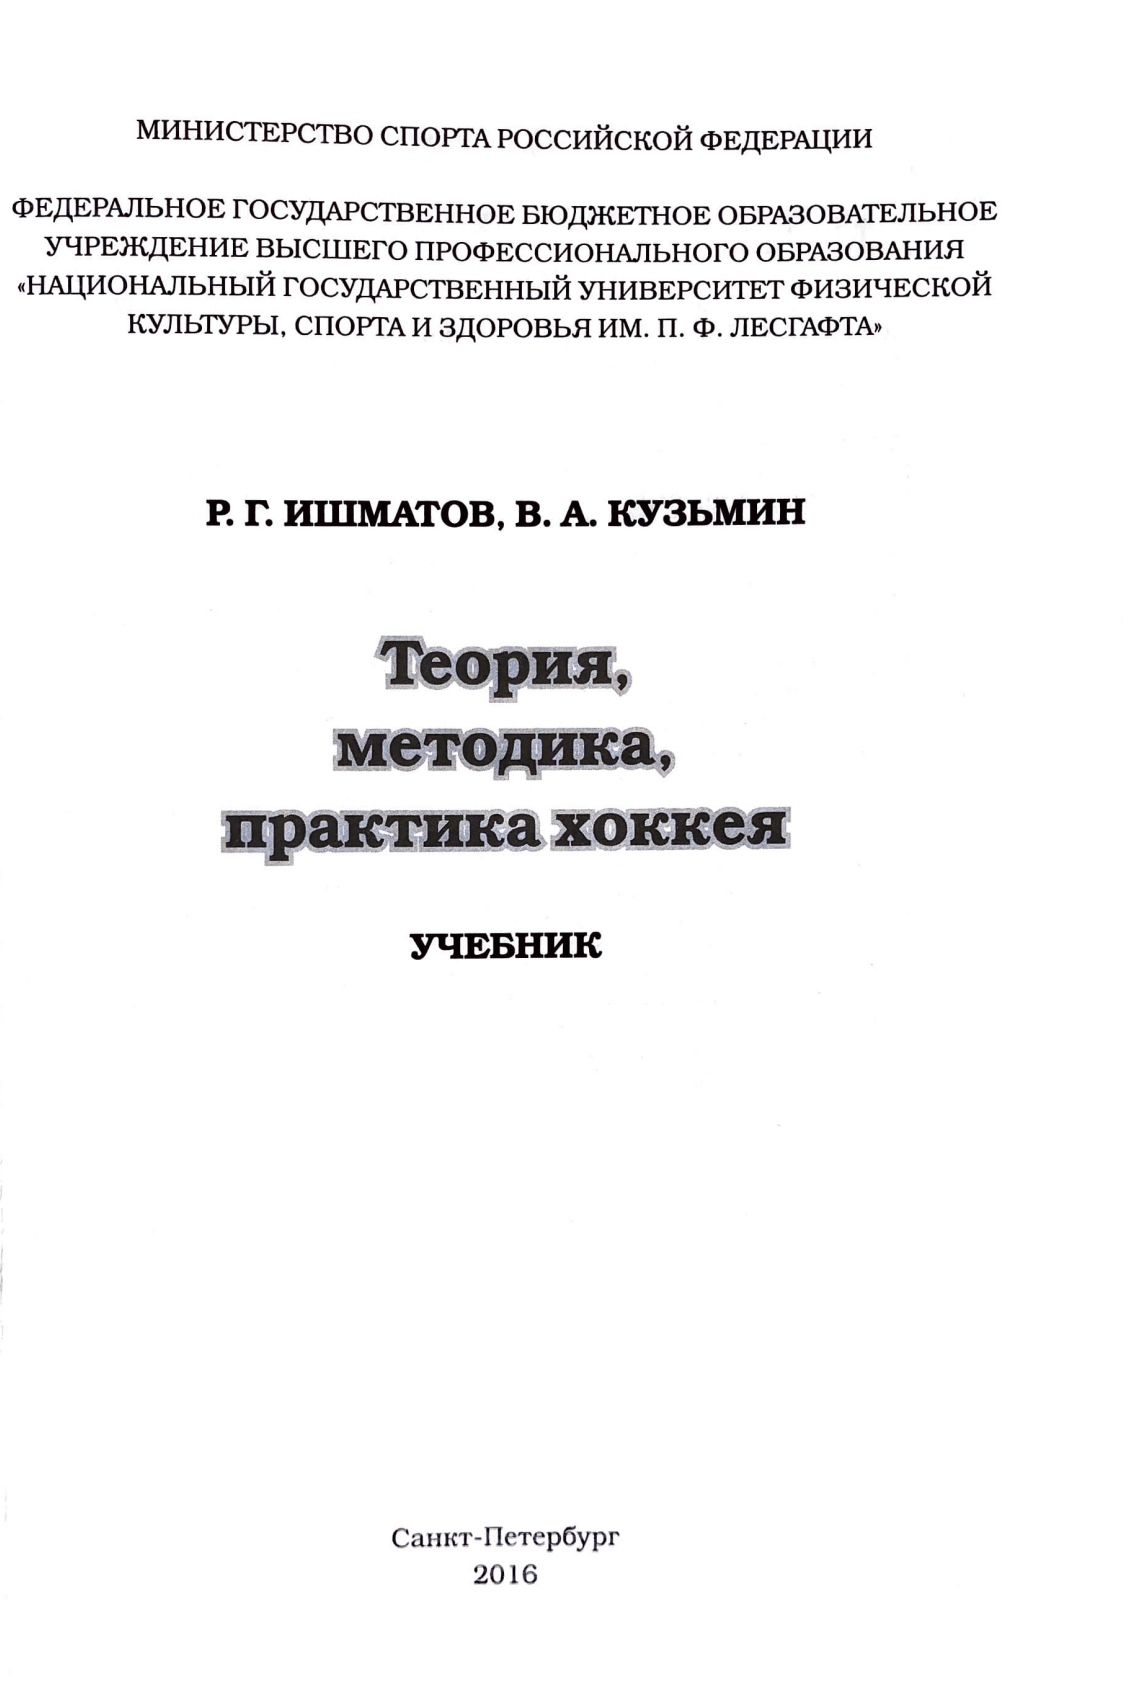 МИНИСТЕРСТВО СПОРТА РОССИЙСКОЙ ФЕДЕРАЦИИ
ФЕДЕРАЛЬНОЕ ГОСУДАРСТВЕННОЕ БЮДЖЕТНОЕ ОБРАЗОВАТЕЛЬНОЕ
УЧРЕЖДЕНИЕ ВЫСШЕГО ПРОФЕССИОНАЛЬНОГО ОБРАЗОВАНИЯ
«НАЦИОНАЛЬНЫЙ ГОСУДАРСТВЕННЫЙ УНИВЕРСИТЕТ ФИЗИЧЕСКОЙ
КУЛЬТУРЫ, СПОРТА И ЗДОРОВЬЯ ИМ. П. Ф. ЛЕСГАФТА»
Р. Г. ИШМАТОВ, В. А. КУЗЬМИН
Теория,
методика,
практика хоккея
УЧЕБНИК
Санкт-Петербург
2016